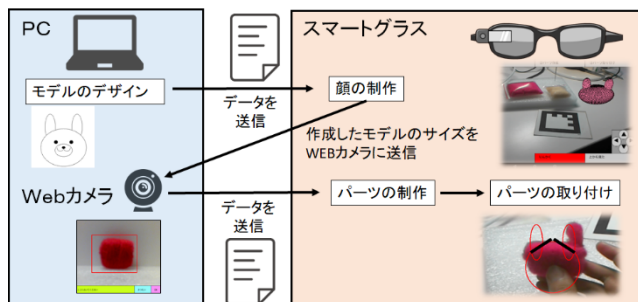 PC
スマートグラス
モデルのデザイン
データを
送信
顔の制作
作成したモデルのサイズを
WEBカメラに送信
Webカメラ
データを
送信
パーツの制作
パーツの取り付け